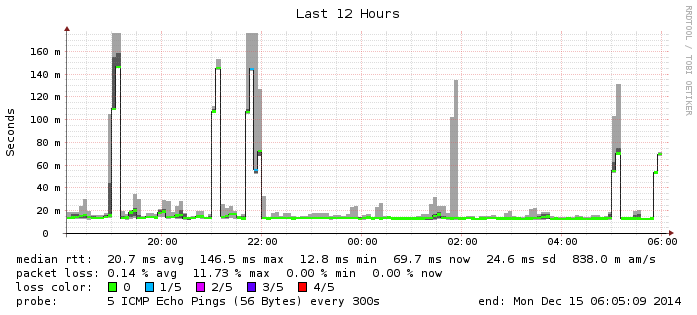 Last 12 Hours
RRDTOOL / TOBI OETIKER
Seconds
160 m
140 m
120 m
100 m
80 m
60 m
40 m
20 m
0
20:00 22:00 00:00 02:00 04:00 06:00
median rtt: 20.7 ms avg 146.5 ms max 12.8 ms min 69.7 ms now 24.6 ms sd 838.0 m am/s
packet loss: 0.14 % avg 11.73 % max 0.00 % min 0.00 % now
loss color: 0 1/5 2/5 3/5 4/5
probe: 5 ICMP Echo Pings (56 Bytes) every 300s end: Mon Dec 15 06:05:09 2014